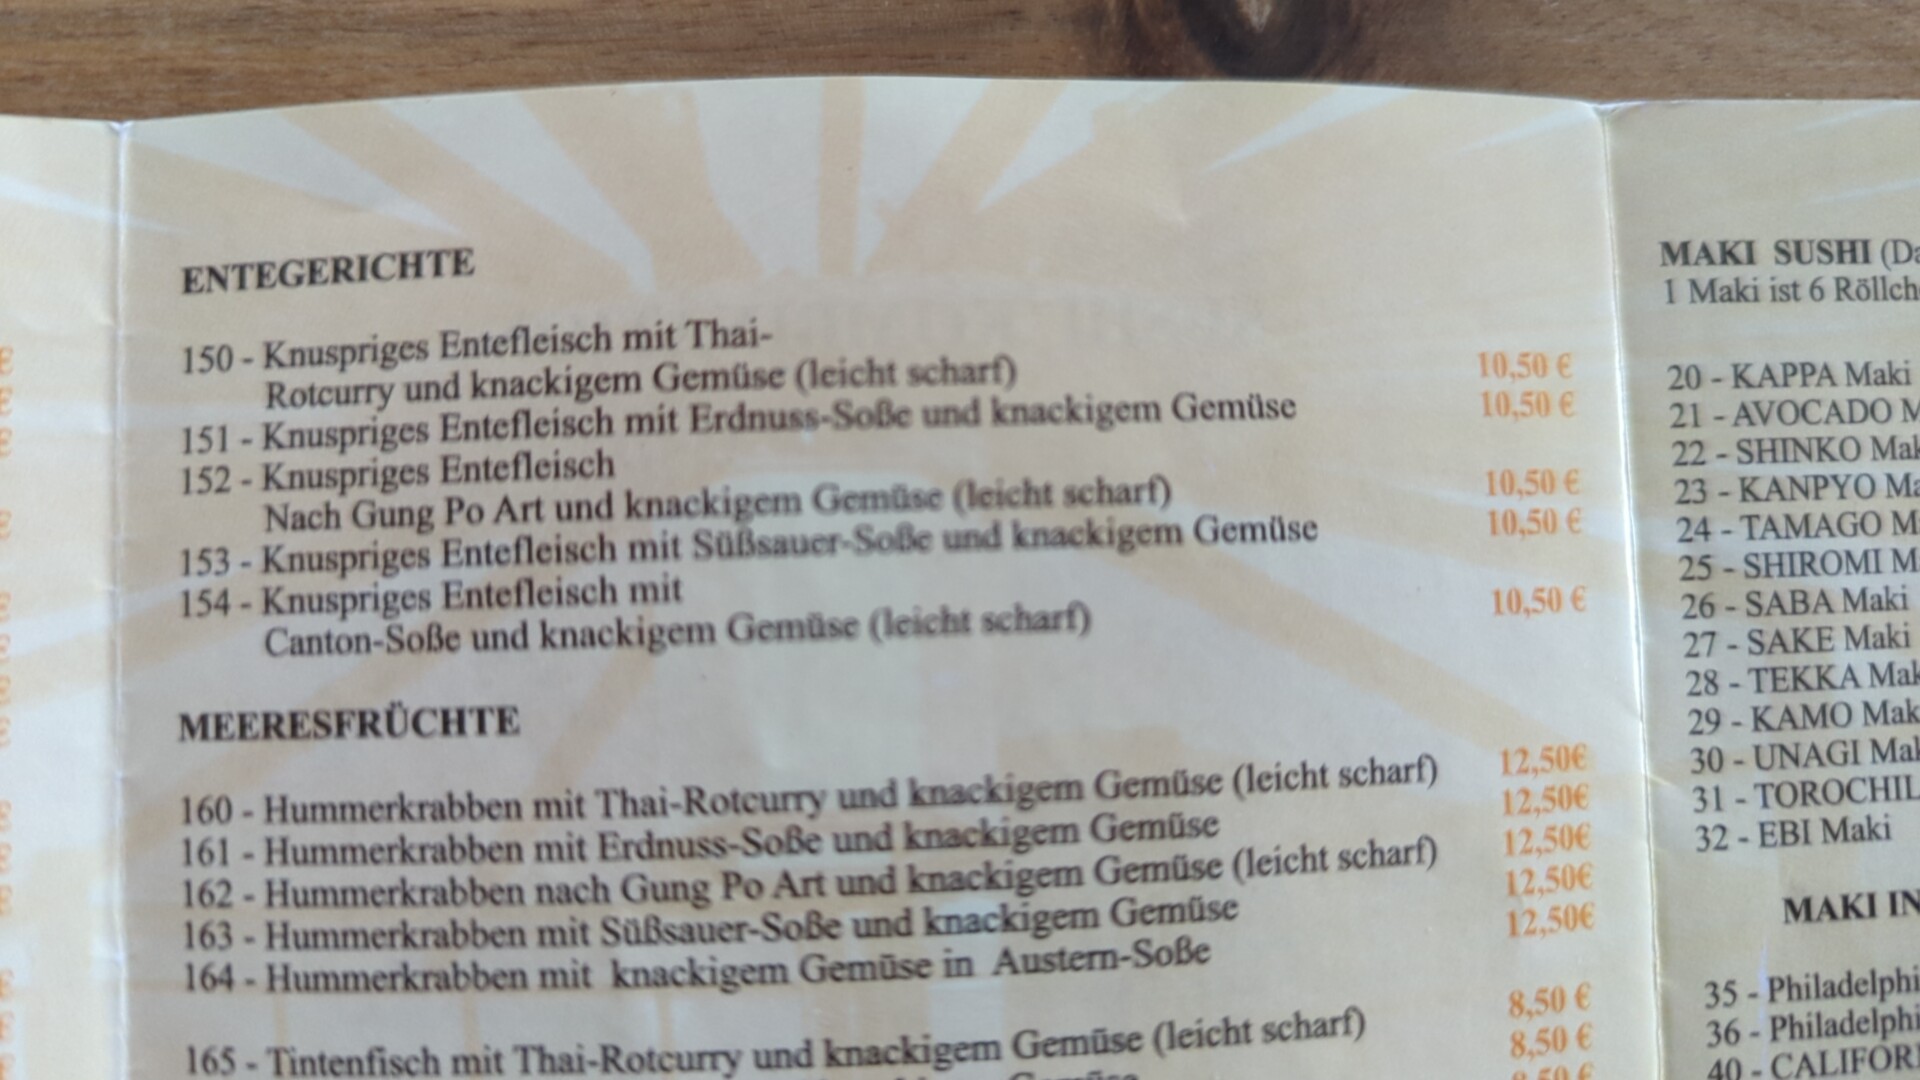 ENTEGERICHTE
150 - Knuspriges Entefleisch mit Thai-
Rotcurry und knackigem Gemüse (leicht scharf) 10,50 €
151 - Knuspriges Entefleisch mit Erdnuss-Soße und knackigem Gemüse 10,50 €
152 - Knuspriges Entefleisch
Nach Gung Po Art und knackigem Gemüse (leicht scharf) 10,50 €
153 - Knuspriges Entefleisch mit Süßsauer-Soße und knackigem Gemüse 10,50 €
154 - Knuspriges Entefleisch mit
Canton-Soße und knackigem Gemüse (leicht scharf) 10,50 €
MEERESFRÜCHTE
160 - Hummerkrabben mit Thai-Rotcurry und knackigem Gemüse (leicht scharf) 12,50€
161 - Hummerkrabben mit Erdnuss-Soße und knackigem Gemüse 12,50€
162 - Hummerkrabben nach Gung Po Art und knackigem Gemüse (leicht scharf) 12,50€
163 - Hummerkrabben mit Süßsauer-Soße und knackigem Gemüse 12,50€
164 - Hummerkrabben mit knackigem Gemüse in Austern-Soße 12,50€
165 - Tintenfisch mit Thai-Rotcurry und knackigem Gemüse (leicht scharf) 8,50 €
8,50 €
MAKI SUSHI
1 Maki ist 6
20 - KAPPA Maki
21 - AVOCADO
22 - SHINKO
23 - KANPYO
24 - TAMAGO
25 - SHIROMI
26 - SABA Maki
27 - SAKE Maki
28 - TEKKA
29 - KAMO
30 - UNAGI
31 -
32 - EBI Maki
MAKI
35 -
36 -
40 -